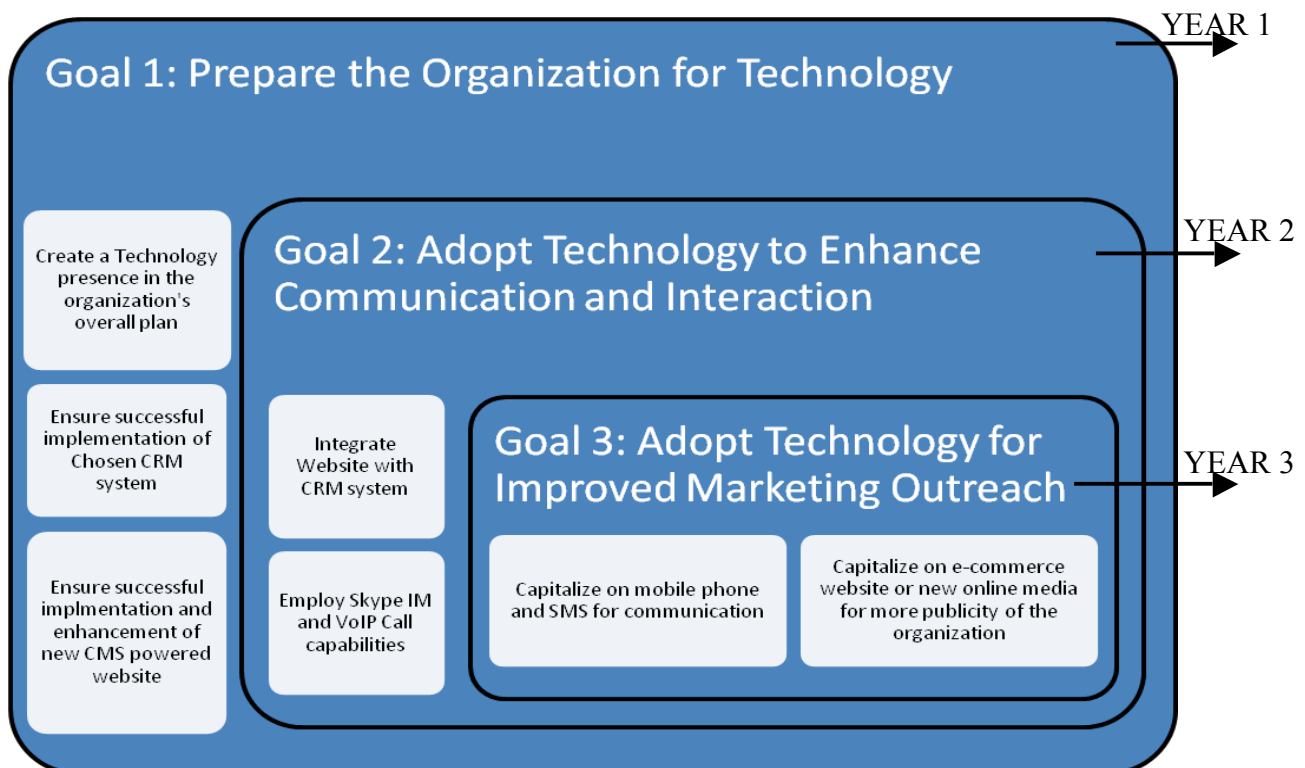 YEAR 1
Goal 1: Prepare the Organization for Technology
Create a Technology
presence in the
organization's
overall plan
Ensure successful
implementation of
Chosen CRM
system
Ensure successful
implmentation and
enhancement of
new CMS powered
website
YEAR 2
Goal 2: Adopt Technology to Enhance
Communication and Interaction
Integrate
Website with
CRM system
Employ Skype IM
and VoIP Call
capabilities
YEAR 3
Goal 3: Adopt Technology for
Improved Marketing Outreach
Capitalize on mobile phone
and SMS for communication
Capitalize on e-commerce
website or new online media
for more publicity of the
organization